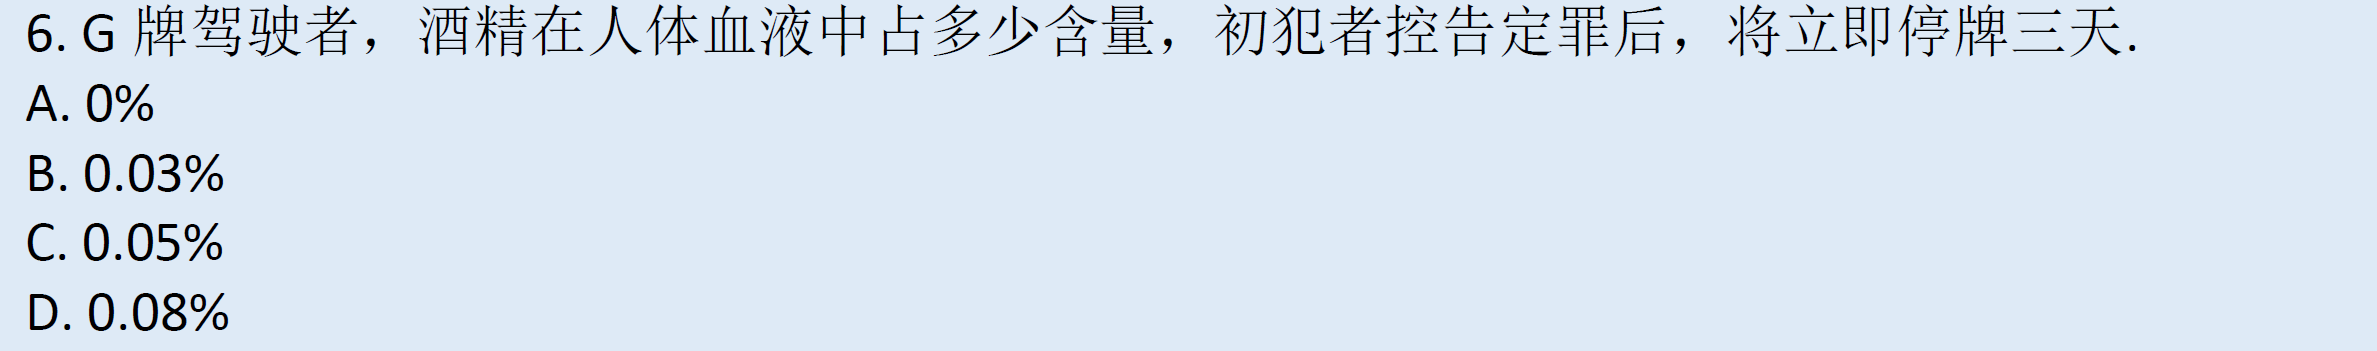 6. G 牌驾驶者，酒精在人体血液中占多少含量，初犯者控告定罪后，将立即停牌三天.
A. 0%
B. 0.03%
C. 0.05%
D. 0.08%